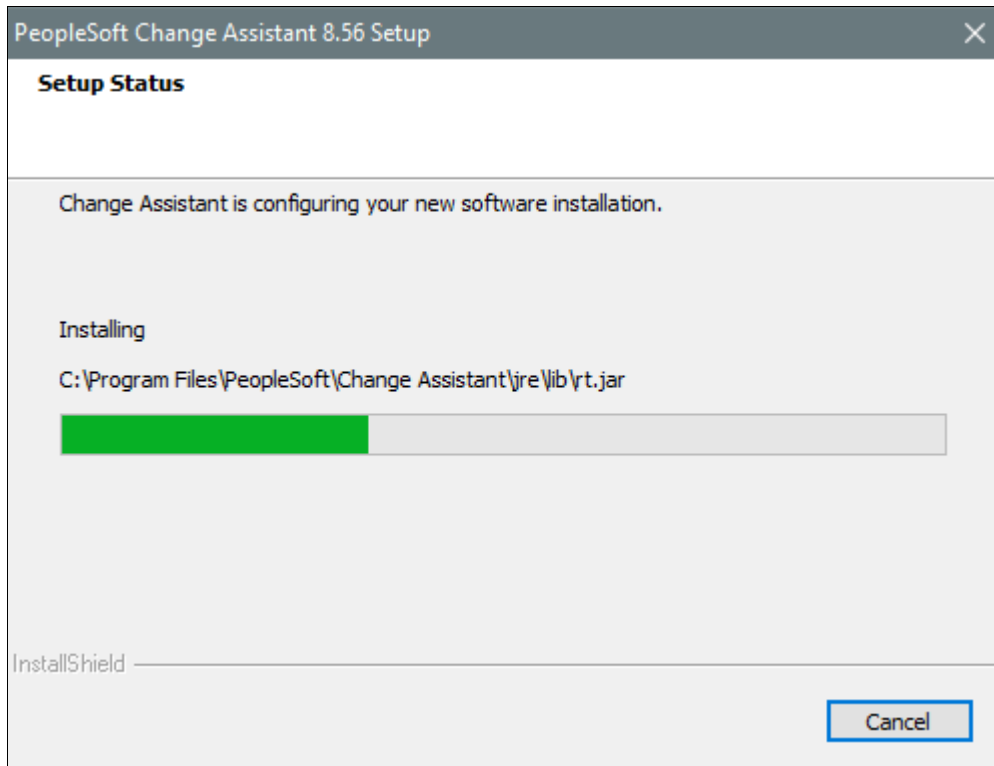 PeopleSoft Change Assistant 8.56 Setup
Setup Status
Change Assistant is configuring your new software installation.
Installing
C:\Program Files\PeopleSoft\Change Assistant\jre\lib\rt.jar
InstallShield
Cancel